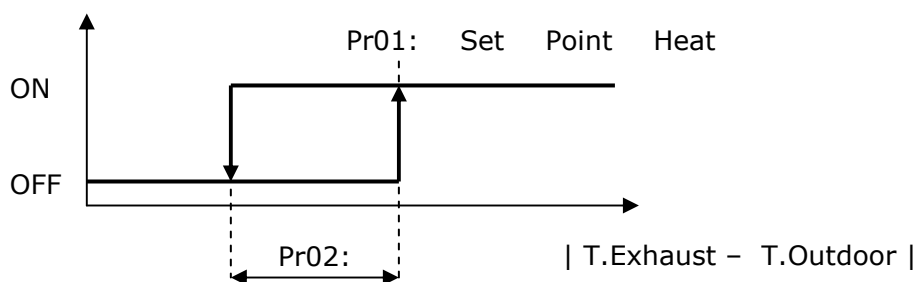 Pr01: Set Point Heat
ON
OFF
Pr02:
| T.Exhaust – T.Outdoor |